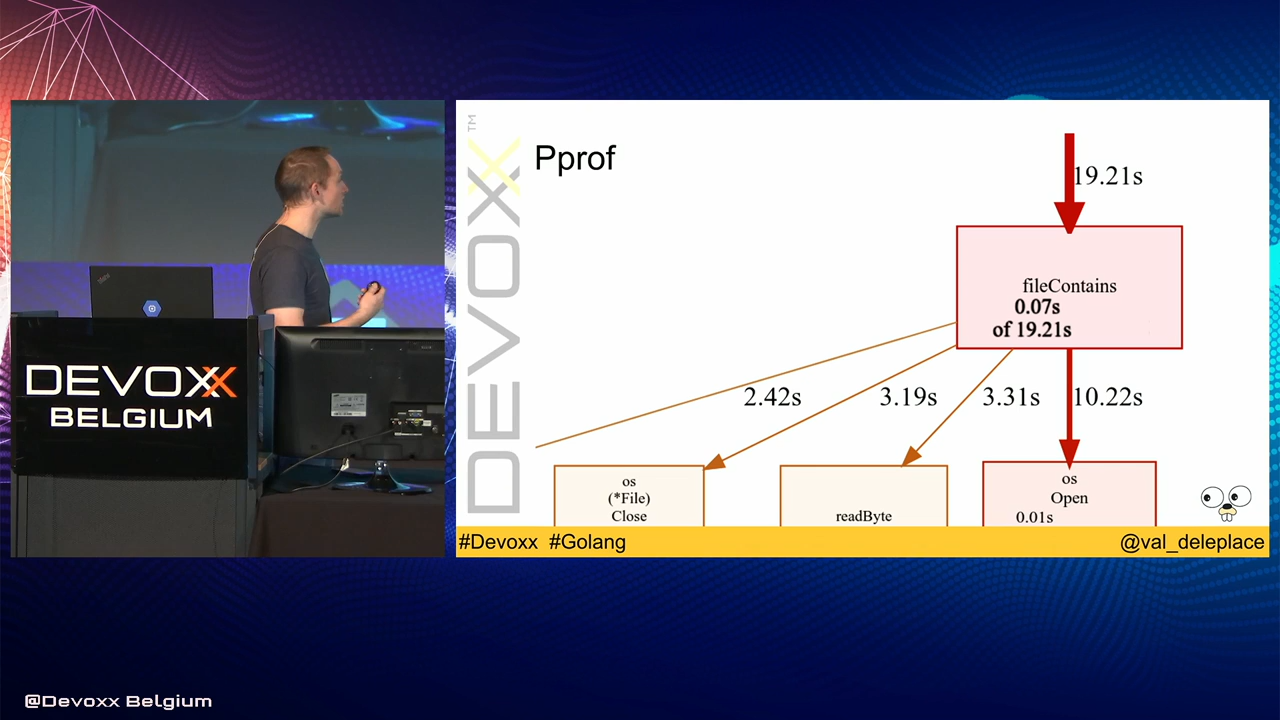 DEVOXX
BELGIUM
DEVOXX™
Pprof
19.21s
fileContains
0.07s
of 19.21s
2.42s
3.19s
3.31s
10.22s
os
(*File)
Close
readByte
os
Open
0.01s
#Devoxx #Golang
@val_deleplace
@Devoxx Belgium